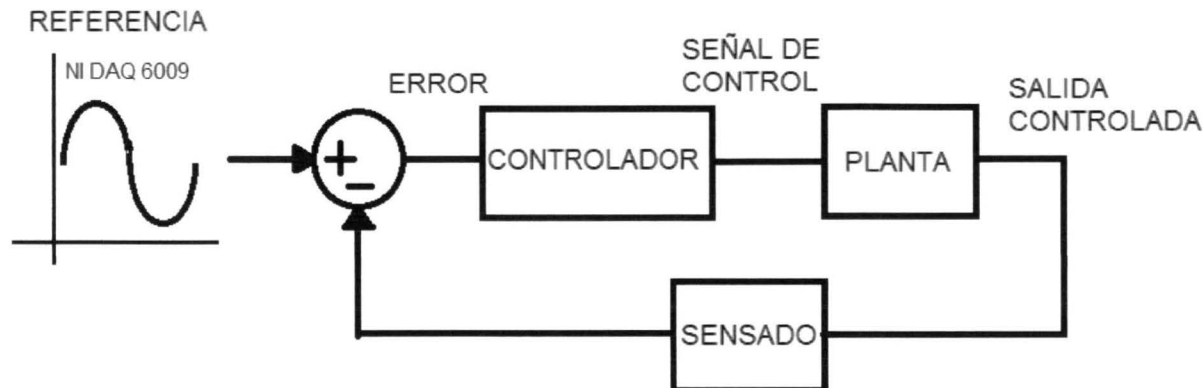 REFERENCIA
NI DAQ 6009
ERROR
SEÑAL DE
CONTROL
SALIDA
CONTROLADA
CONTROLADOR
PLANTA
SENSADO